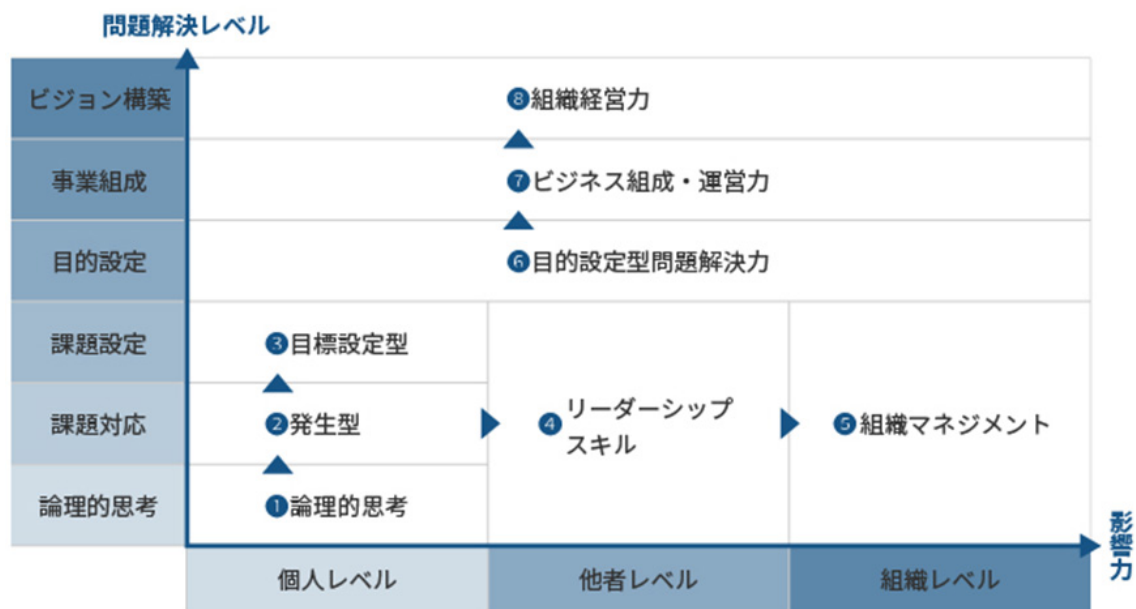 問題解決レベル
ビジョン構築
❽組織経営力
事業組成
❼ビジネス組成・運営力
目的設定
❻目的設定型問題解決力
課題設定
❸目標設定型
課題対応
❷発生型
❹リーダーシップ
スキル
❺組織マネジメント
論理的思考
❶論理的思考
影響力
個人レベル
他者レベル
組織レベル